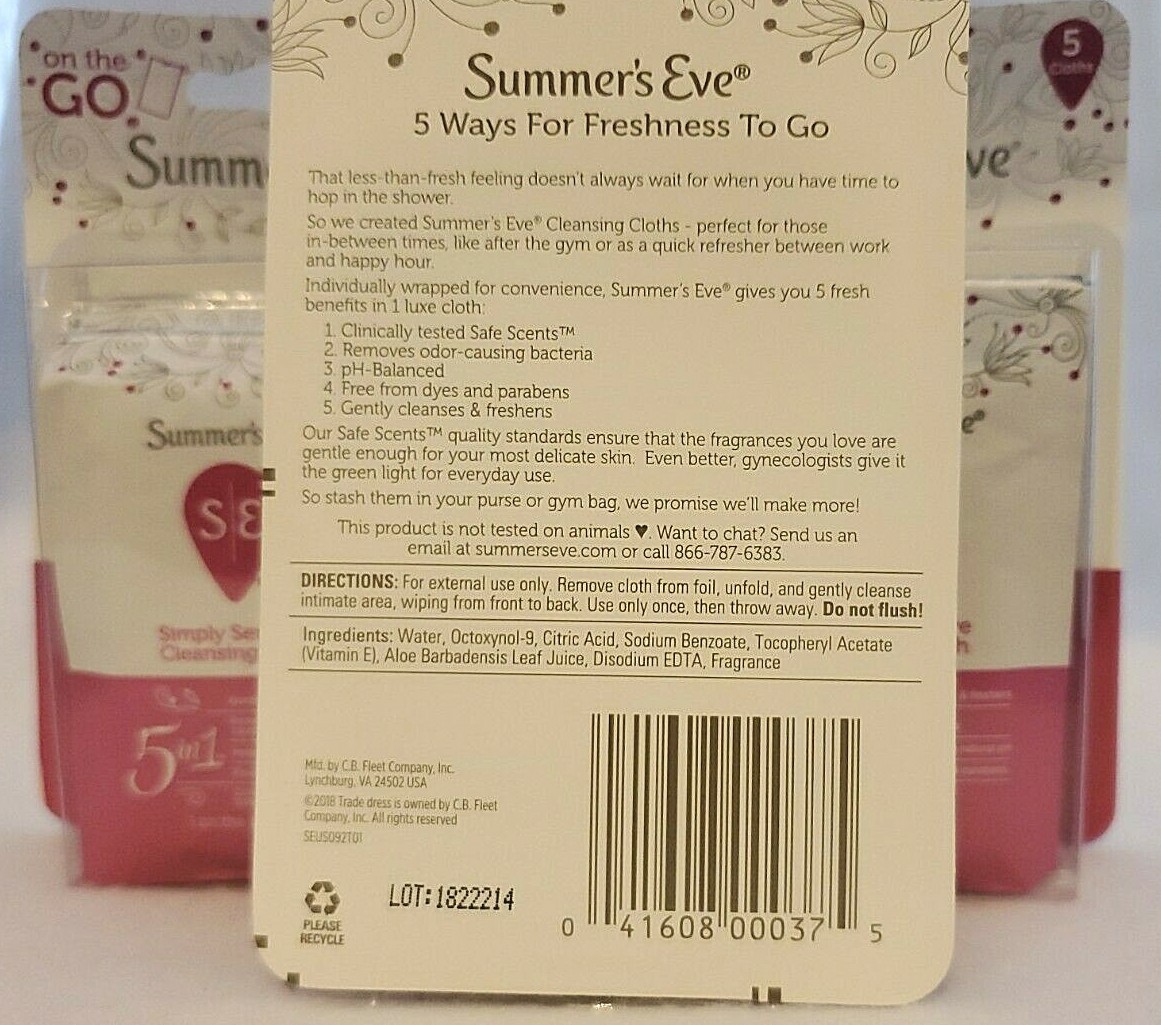 on the
GO
Summ
5
Cloths
ve®
Summer's Eve®
5 Ways For Freshness To Go
That less-than-fresh feeling doesn't always wait for when you have time to
hop in the shower.
So we created Summer's Eve® Cleansing Cloths - perfect for those
in-between times, like after the gym or as a quick refresher between work
and happy hour.
Individually wrapped for convenience, Summer's Eve® gives you 5 fresh
benefits in 1 luxe cloth:
1. Clinically tested Safe Scents™
2. Removes odor-causing bacteria
3. pH-Balanced
4. Free from dyes and parabens
5. Gently cleanses & freshens
Our Safe Scents™ quality standards ensure that the fragrances you love are
gentle enough for your most delicate skin. Even better, gynecologists give it
the green light for everyday use.
So stash them in your purse or gym bag, we promise we'll make more!
This product is not tested on animals ♥. Want to chat? Send us an
email at summerseve.com or call 866-787-6383.
DIRECTIONS: For external use only. Remove cloth from foil, unfold, and gently cleanse
intimate area, wiping from front to back. Use only once, then throw away. Do not flush!
Ingredients: Water, Octoxynol-9, Citric Acid, Sodium Benzoate, Tocopheryl Acetate
(Vitamin E), Aloe Barbadensis Leaf Juice, Disodium EDTA, Fragrance
Mfd. by C.B. Fleet Company, Inc.
Lynchburg, VA 24502 USA
©2018 Trade dress is owned by C.B. Fleet
Company, Inc. All rights reserved
SEUS092T01
PLEASE
RECYCLE
LOT:1822214
0 41608 00037 5
Summer's
SE
Simply Se
Cleansing
5in1
e®
e
h